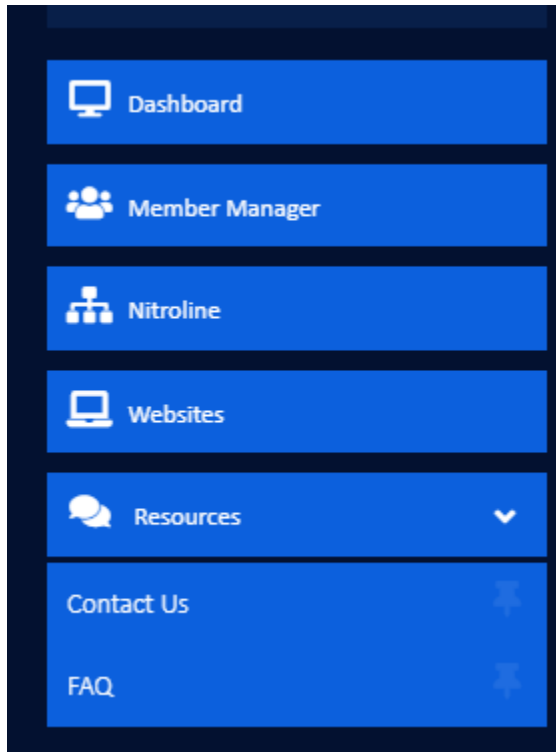 Dashboard
Member Manager
Nitroline
Websites
Resources
Contact Us
FAQ